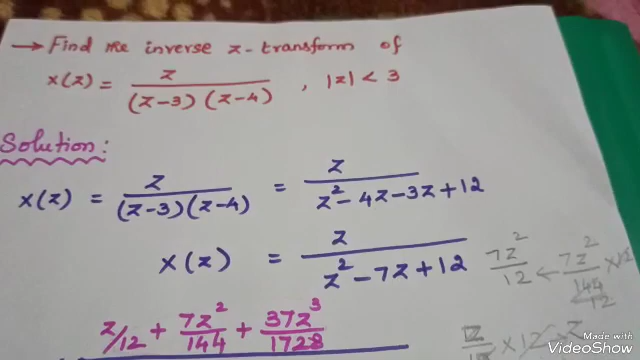 → Find the inverse z-transform of
x(z) = z / (z-3)(z-4) , |z| < 3
Solution:
x(z) = z / (z-3)(z-4) = z / z² - 4z - 3z + 12
x(z) = z / z² - 7z + 12
7z² / 12 ← 7z² / 144 × 12
z/12 + 7z²/144 + 37z³/1728
Made with
VideoShow